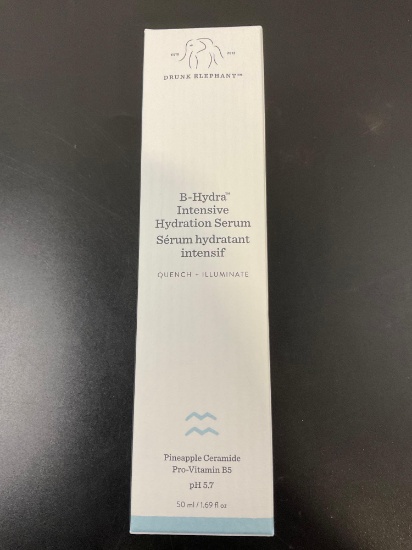 DRUNK ELEPHANT™
B-Hydra™
Intensive
Hydration Serum
Sérum hydratant
intensif
QUENCH + ILLUMINATE
Pineapple Ceramide
Pro-Vitamin B5
pH 5.7
50 ml / 1.69 fl oz